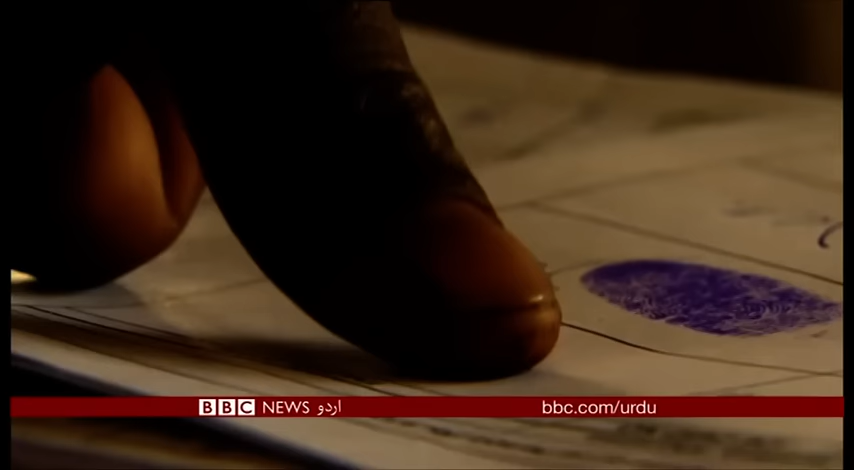 BBC NEWS اردو
bbc.com/urdu